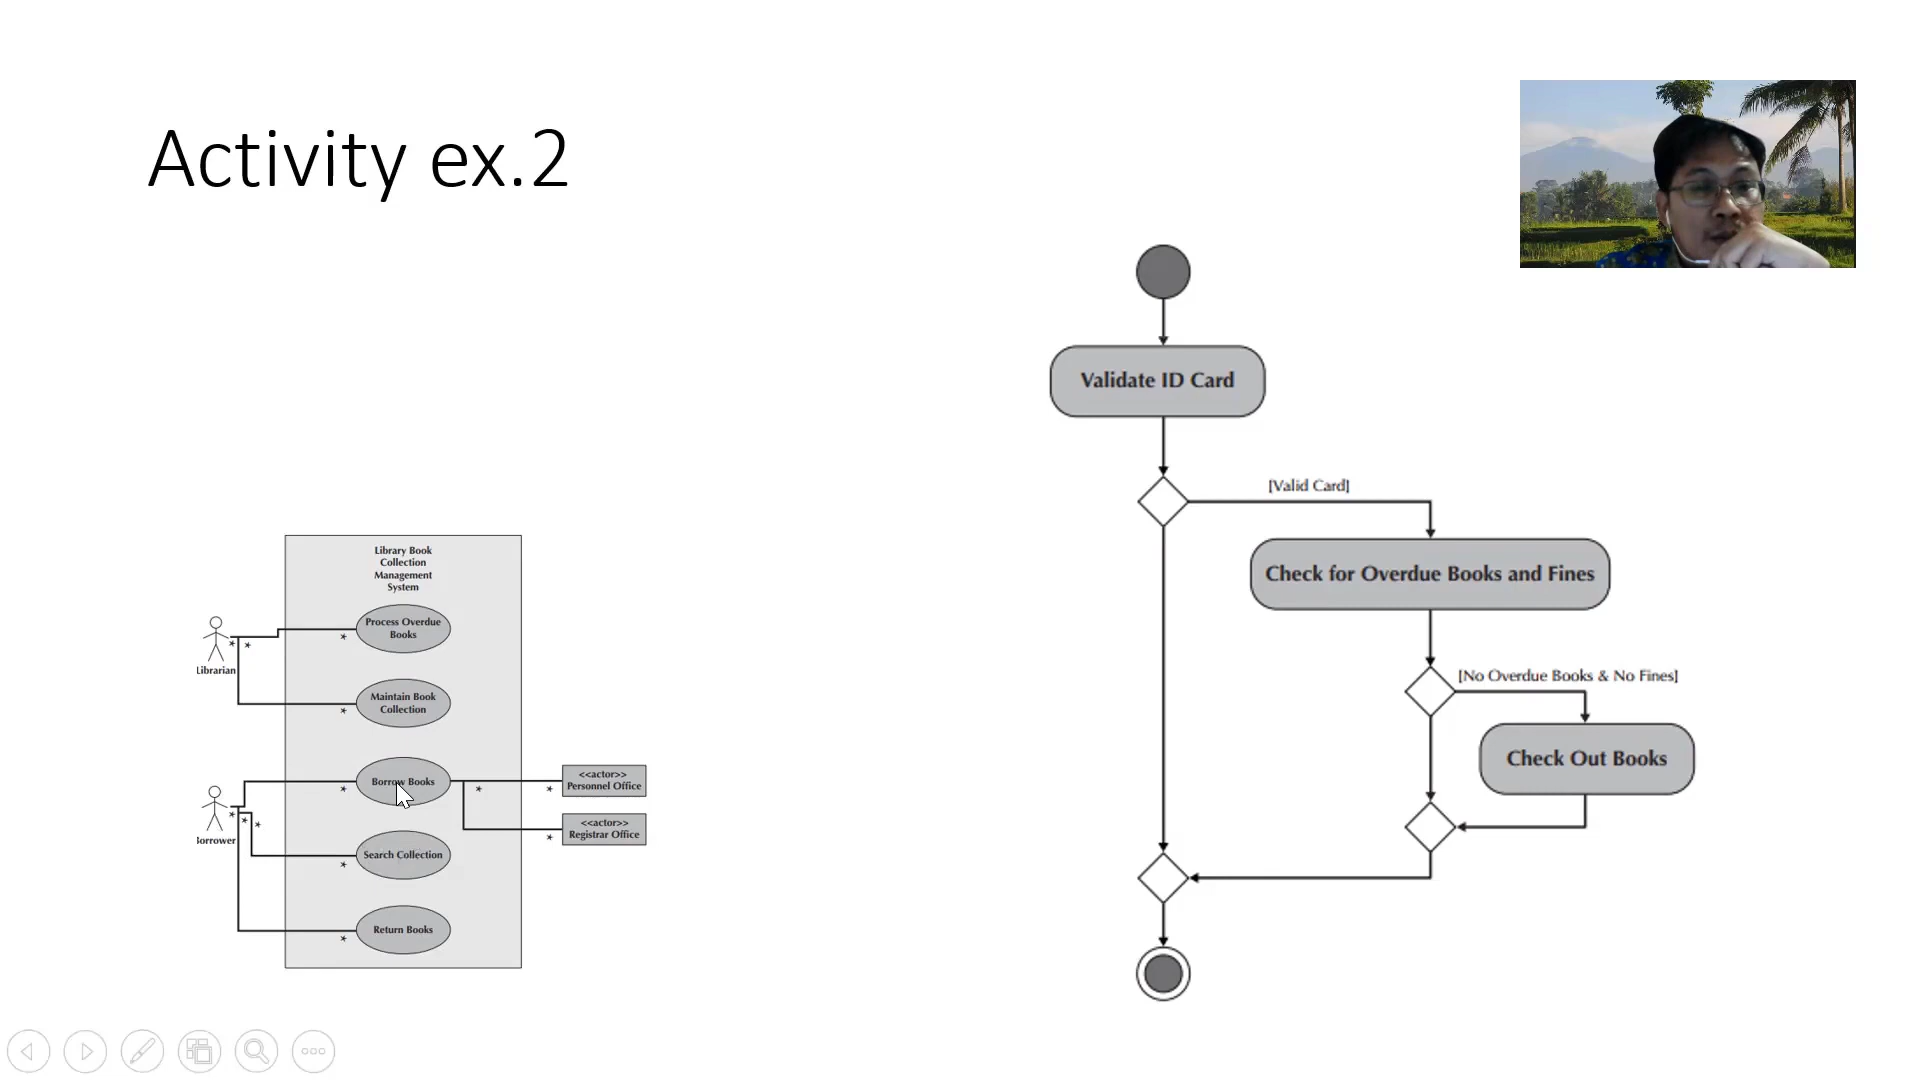 Activity ex.2
Validate ID Card
[Valid Card]
Check for Overdue Books and Fines
[No Overdue Books & No Fines]
Check Out Books
Library Book
Collection
Management
System
Process Overdue
Books
*
*
*
Librarian
Maintain Book
Collection
*
Borrow Books
*
*
*
<<actor>>
Personnel Office
*
<<actor>>
Registrar Office
*
*
*
Borrower
Search Collection
*
Return Books
*